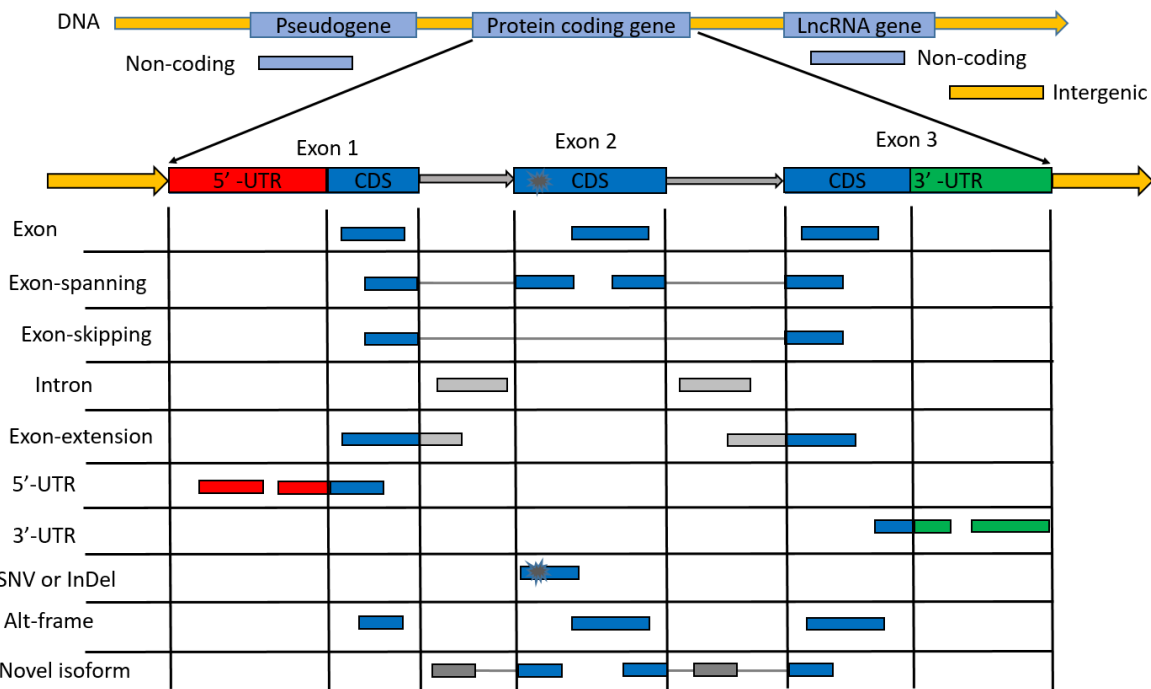 DNA
Pseudogene
Protein coding gene
LncRNA gene
Non-coding
Non-coding
Intergenic
Exon 1
Exon 2
Exon 3
5’ -UTR
CDS
CDS
CDS
3’ -UTR
Exon
Exon-spanning
Exon-skipping
Intron
Exon-extension
5’-UTR
3’-UTR
SNV or InDel
Alt-frame
Novel isoform